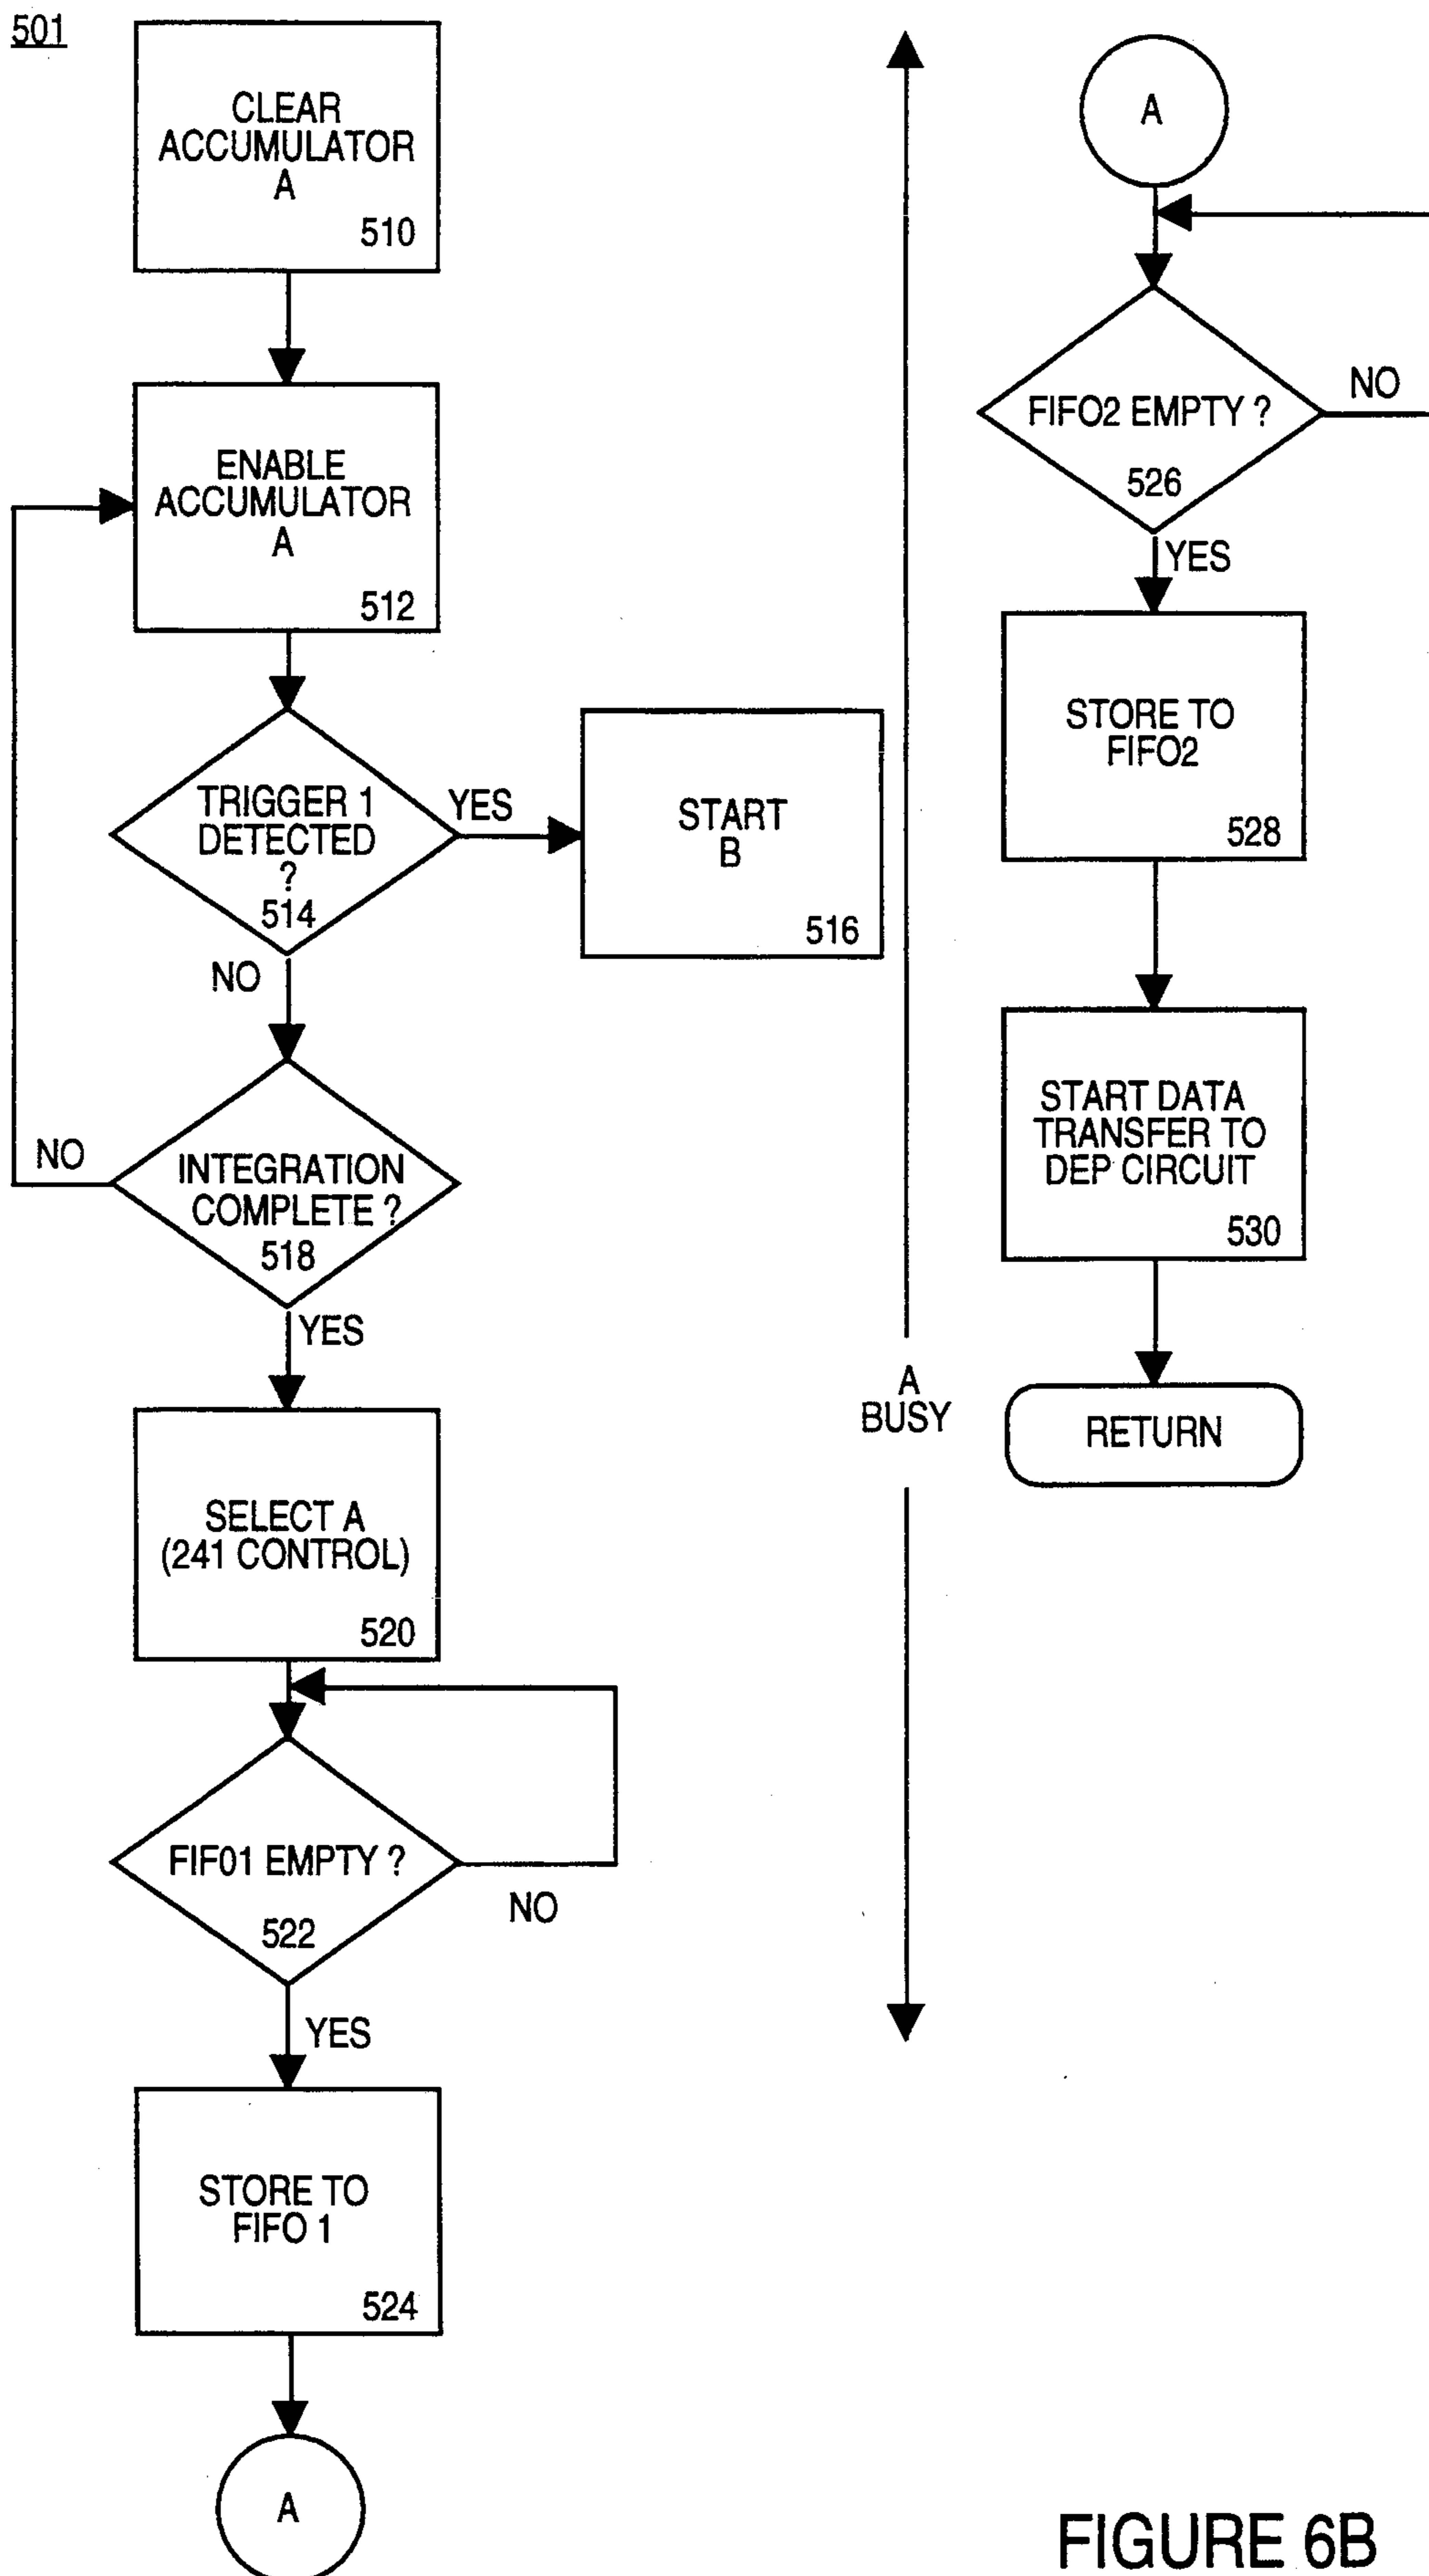 501
CLEAR
ACCUMULATOR
A
510
ENABLE
ACCUMULATOR
A
512
TRIGGER 1
DETECTED
?
514
YES
START
B
516
NO
INTEGRATION
COMPLETE ?
518
NO
YES
SELECT A
(241 CONTROL)
520
FIF01 EMPTY ?
522
NO
YES
STORE TO
FIFO 1
524
A
A
BUSY
A
FIFO2 EMPTY ?
526
NO
YES
STORE TO
FIFO2
528
START DATA
TRANSFER TO
DEP CIRCUIT
530
RETURN
FIGURE 6B